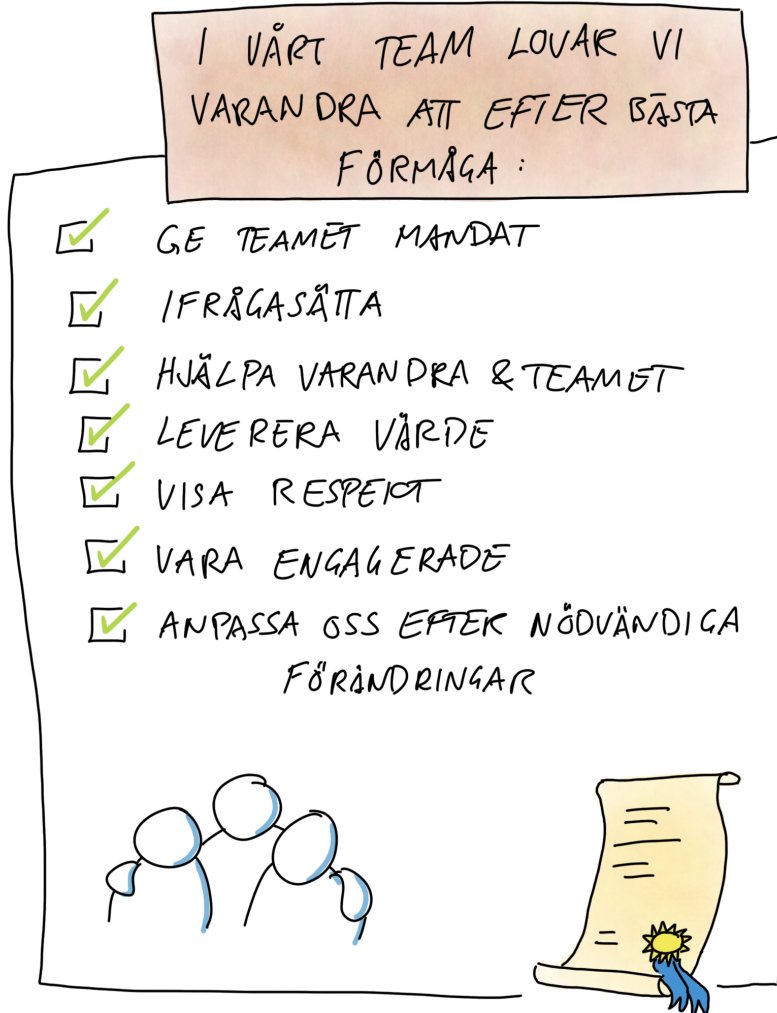 I VÅRT TEAM LOVAR VI
VARANDRA ATT EFTER BÄSTA
FÖRMÅGA:
GE TEAMET MANDAT
IFRÅGASÄTTA
HJÄLPA VARANDRA & TEAMET
LEVERERA VÄRDE
VISA RESPEKT
VARA ENGAGERADE
ANPASSA OSS EFTER NÖDVÄNDIGA
FÖRÄNDRINGAR